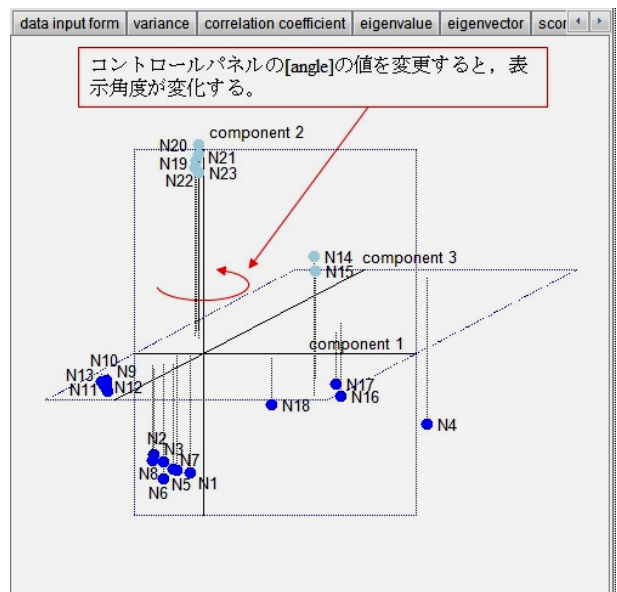 data input form variance correlation coefficient eigenvalue eigenvector scor
コントロールパネルの[angle]の値を変更すると，表
示角度が変化する。
component 2
N20
N21
N19
N23
N22
N14
component 3
N15
component 1
N10
N9
N13
N12
N11
N17
N16
N18
N4
N2
N3
N7
N8
N5
N1
N6